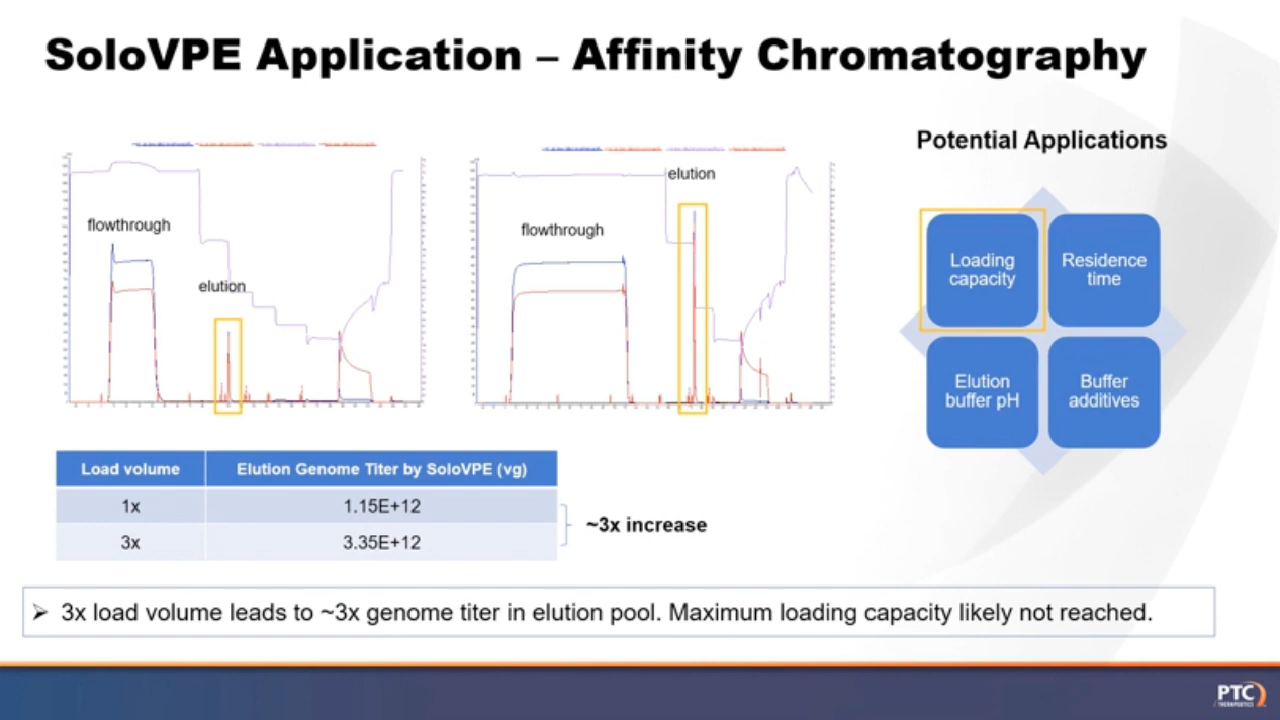 SoloVPE Application – Affinity Chromatography
Potential Applications
flowthrough
elution
flowthrough
elution
Loading
capacity
Residence
time
Elution
buffer pH
Buffer
additives
Load volume Elution Genome Titer by SoloVPE (vg)
1x 1.15E+12
3x 3.35E+12
~3x increase
➢ 3x load volume leads to ~3x genome titer in elution pool. Maximum loading capacity likely not reached.
PTC
THERAPEUTICS